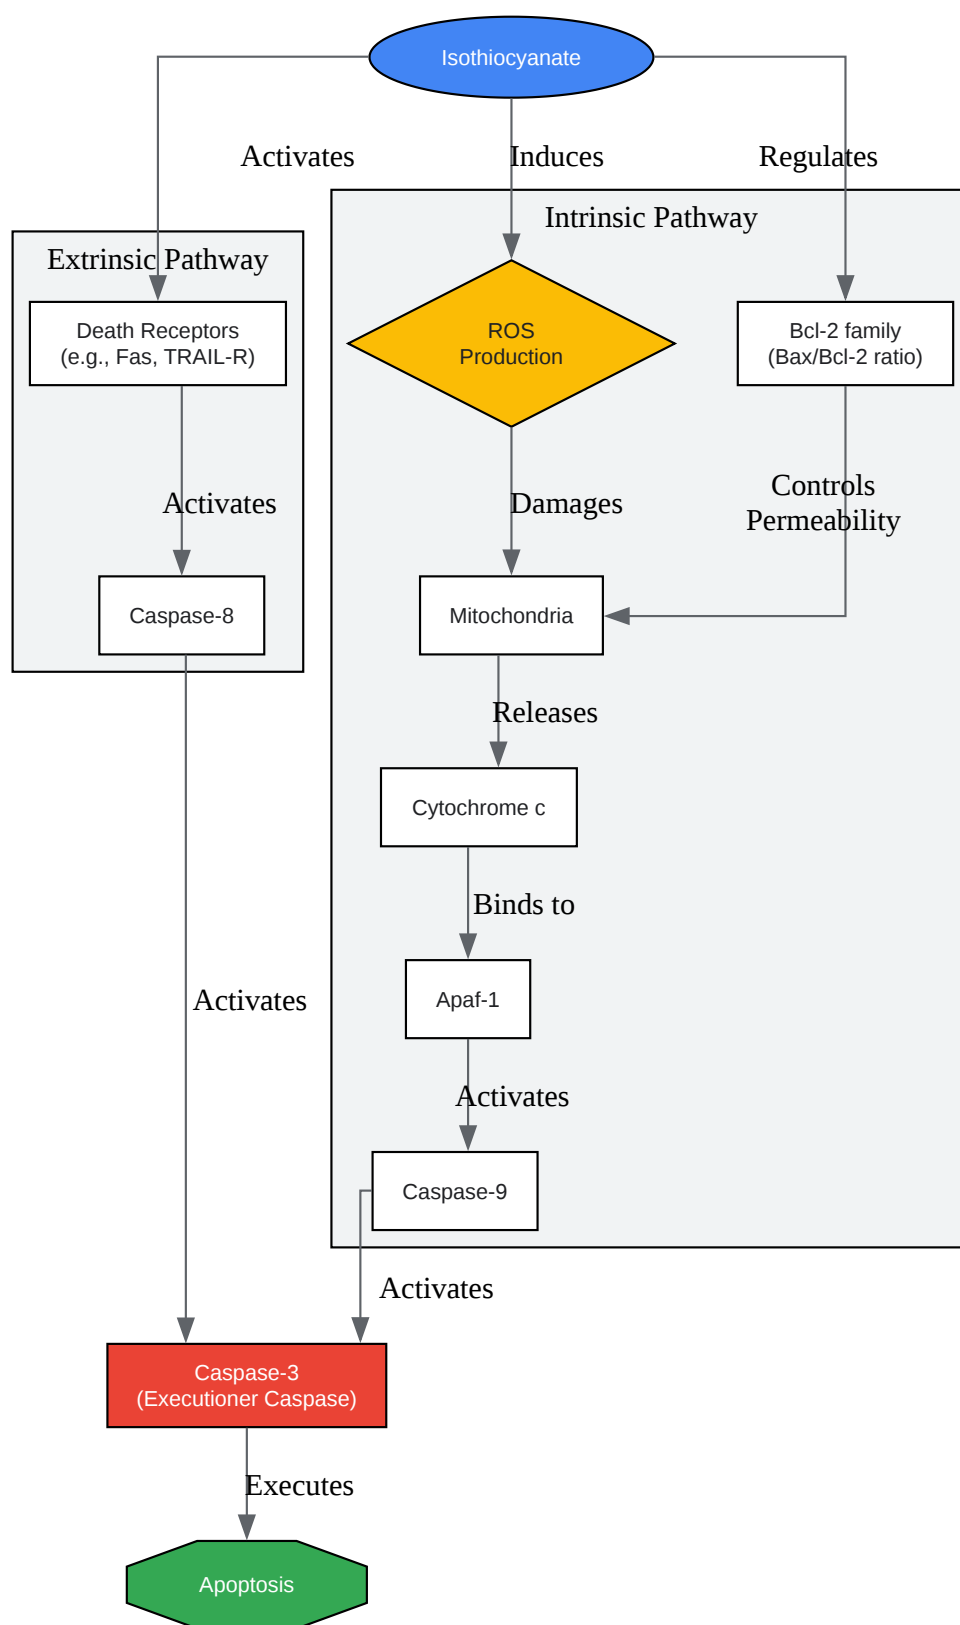 Isothiocyanate
Activates
Induces
Regulates
Intrinsic Pathway
Extrinsic Pathway
Death Receptors
(e.g., Fas, TRAIL-R)
ROS
Production
Bcl-2 family
(Bax/Bcl-2 ratio)
Activates
Damages
Controls
Permeability
Caspase-8
Mitochondria
Releases
Cytochrome c
Binds to
Apaf-1
Activates
Activates
Caspase-9
Activates
Caspase-3
(Executioner Caspase)
Executes
Apoptosis